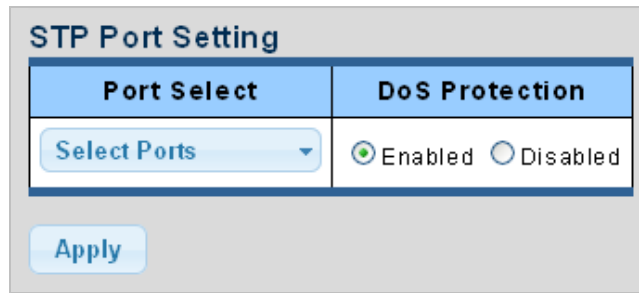 STP Port Setting
Port Select DoS Protection
Select Ports Enabled Disabled
Apply